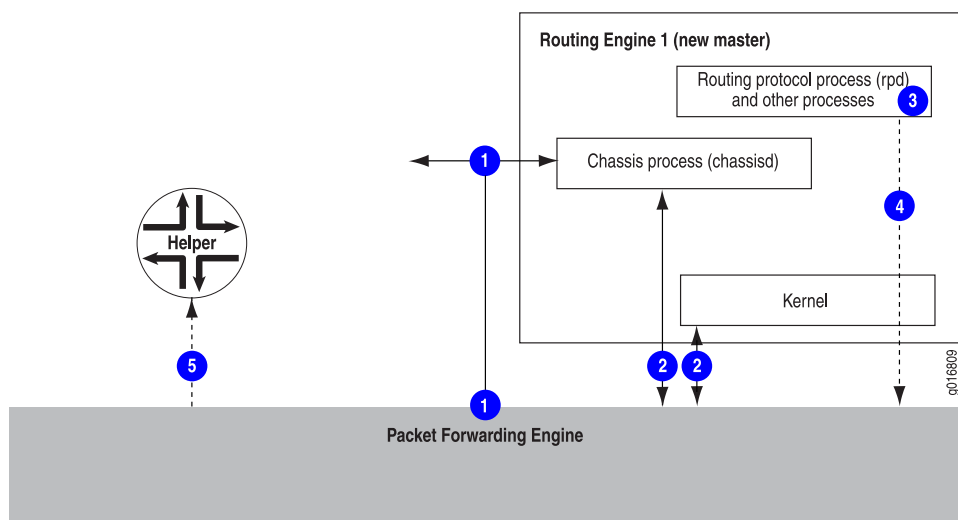 Routing Engine 1 (new master)
Routing protocol process (rpd)
and other processes
3
1
Chassis process (chassisd)
4
Helper
Kernel
5
2
2
g016809
1
Packet Forwarding Engine